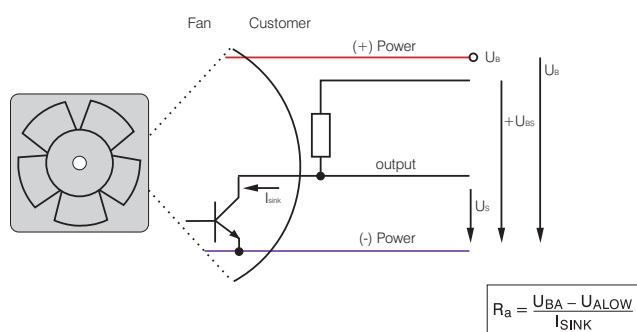 Fan Customer
(+) Power
UB
UB
+UBS
output
Isink
US
(-) Power
Ra = UBA – UALOW
ISINK